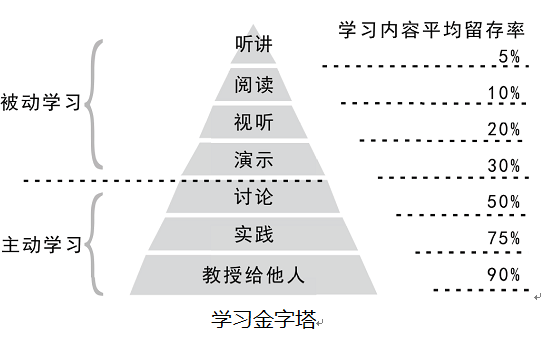 学习内容平均留存率
听讲
5%
阅读
10%
被动学习
视听
20%
演示
30%
讨论
50%
主动学习
实践
75%
教授给他人
90%
学习金字塔